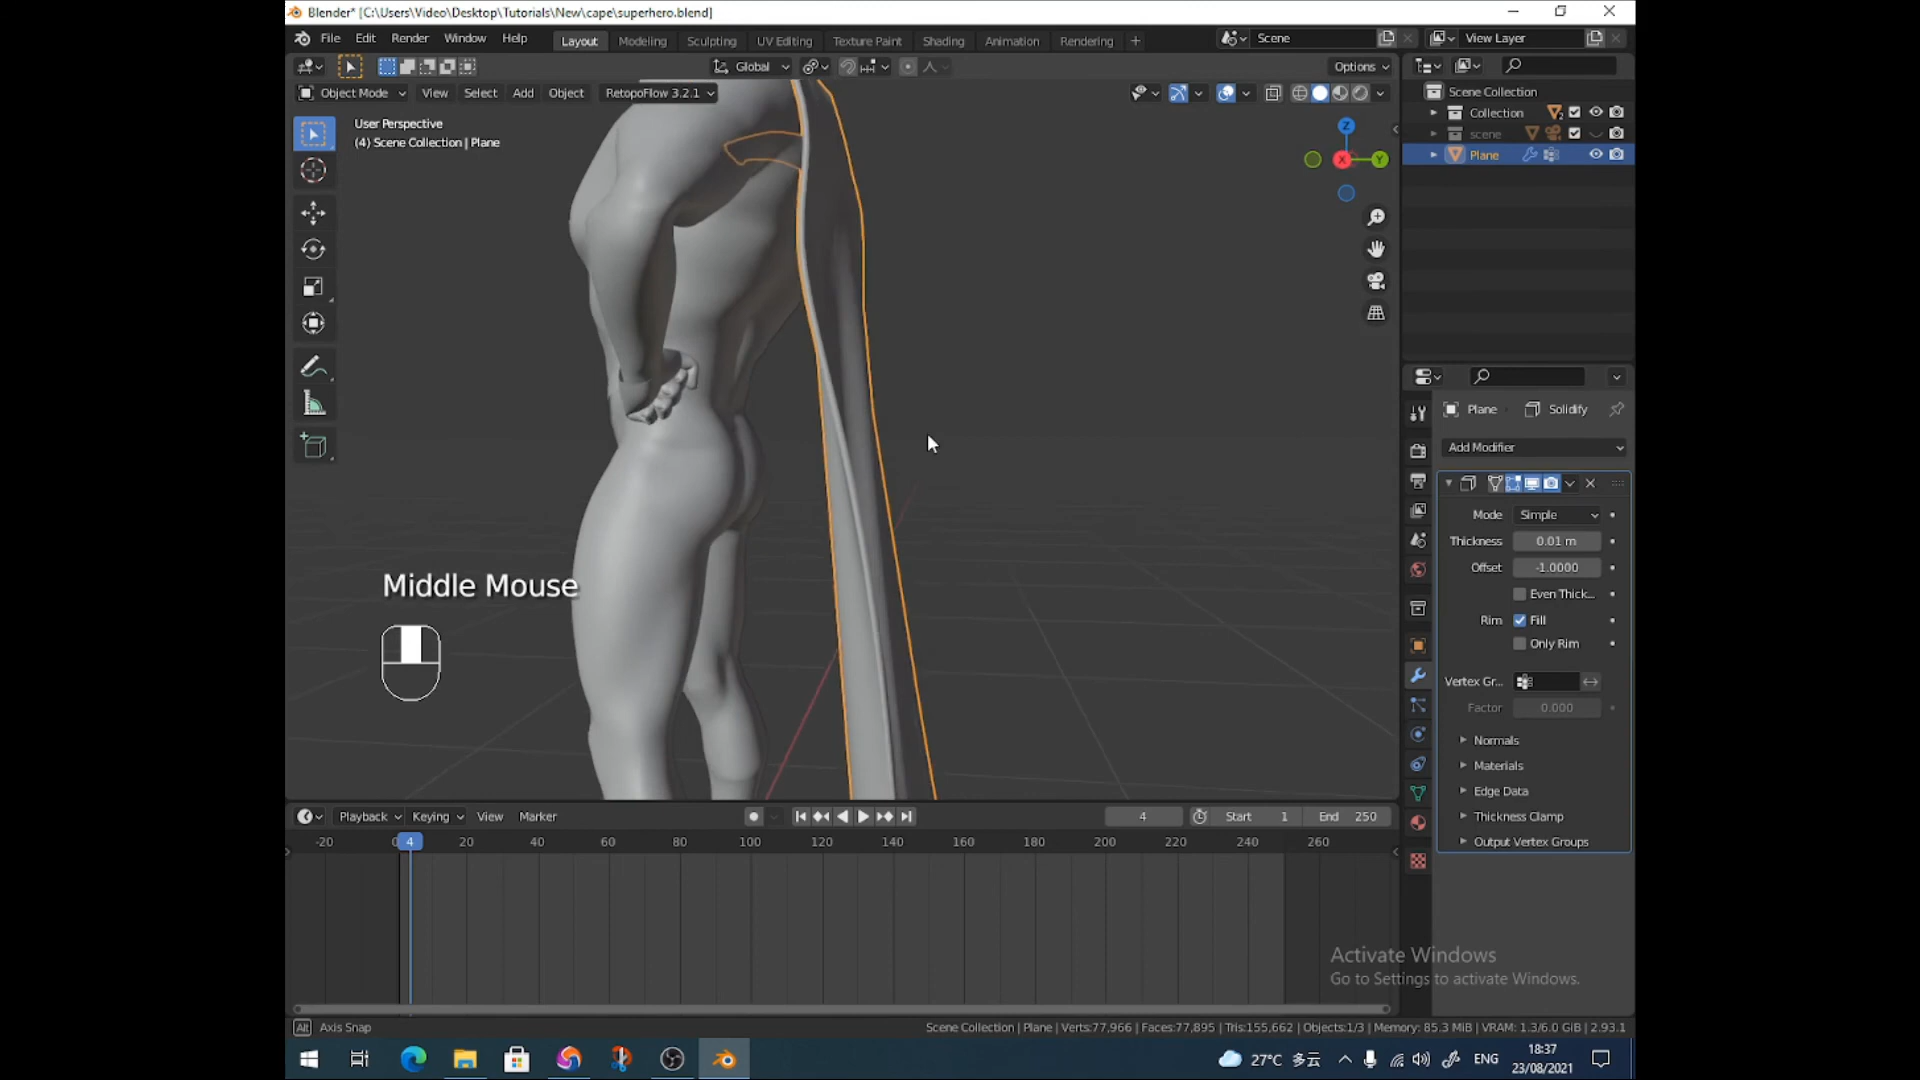 Blender* [C:\Users\Video\Desktop\Tutorials\New\cape\superhero.blend]
File Edit Render Window Help Layout Modeling Sculpting UV Editing Texture Paint Shading Animation Rendering + Scene View Layer
Global Options
Object Mode View Select Add Object RetopoFlow 3.2.1
User Perspective
(4) Scene Collection | Plane
Scene Collection
Collection 2
scene
Plane
Z
X
Y
Plane Solidify
Add Modifier
Mode Simple
Thickness 0.01 m
Offset -1.0000
Even Thick...
Rim Fill
Only Rim
Vertex Gr...
Factor 0.000
Normals
Materials
Edge Data
Thickness Clamp
Output Vertex Groups
Middle Mouse
Playback Keying View Marker 4 Start 1 End 250
-20 0 4 20 40 60 80 100 120 140 160 180 200 220 240 260
Activate Windows
Go to Settings to activate Windows.
Alt Axis Snap
Scene Collection | Plane | Verts:77,966 | Faces:77,895 | Tris:155,662 | Objects:1/3 | Memory: 85.3 MiB | VRAM: 1.3/6.0 GiB | 2.93.1
27°C 多云 ENG
18:37
23/08/2021